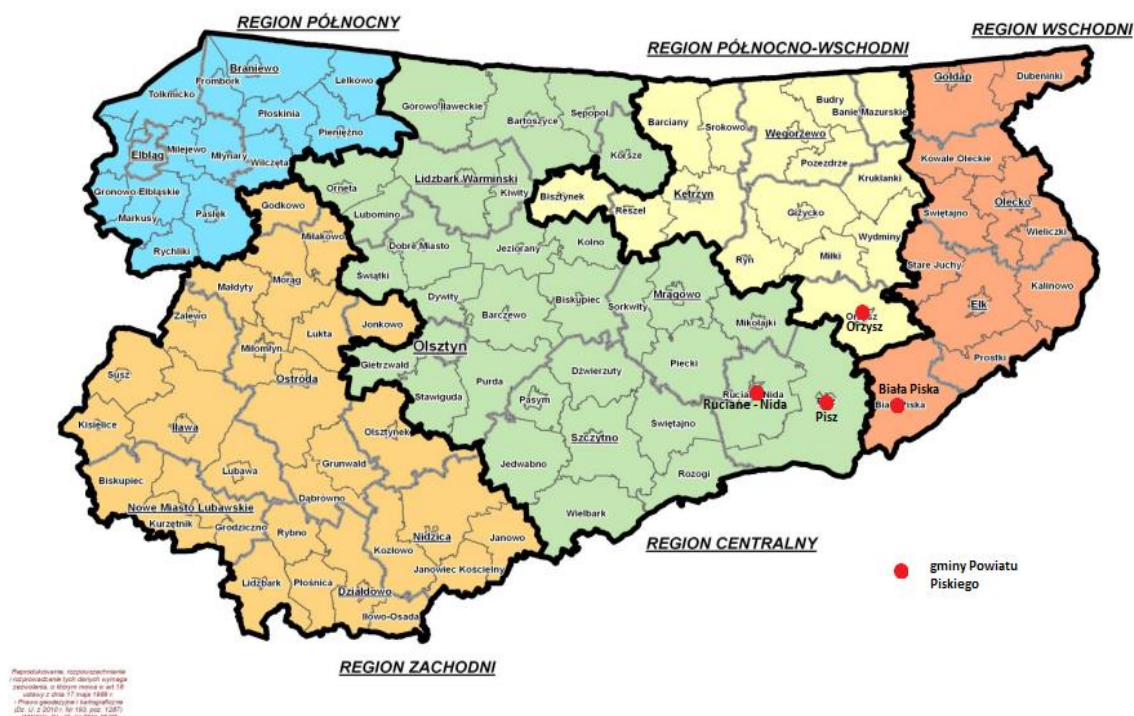 REGION PÓŁNOCNY
REGION WSCHODNI
REGION PÓŁNOCNO-WSCHODNI
Braniewo
Frombork
Lelkowo
Tolkmicko
Płoskinia
Pieniężno
Elbląg
Milejewo
Młynary
Wilczęta
Gronowo-Elbląskie
Markusy
Pasłęk
Rychliki
Górowo Iławeckie
Bartoszyce
Sępopol
Korsze
Lidzbark Warmiński
Orneta
Kiwity
Lubomino
Dobre Miasto
Jeziorany
Kolno
Świątki
Dywity
Barczewo
Biskupiec
Sorkwity
Mrągowo
Mikołajki
Olsztyn
Gietrzwałd
Stawiguda
Purda
Dźwierzuty
Piecki
Pasym
Szczytno
Świętajno
Jedwabno
Rozogi
Wielbark
Ruciane - Nida
Pisz
Barciany
Srokowo
Węgorzewo
Budry
Banie Mazurskie
Pozezdrze
Kruklanki
Bisztynek
Reszel
Kętrzyn
Giżycko
Wydminy
Ryn
Miłki
Orzysz
Gołdap
Dubeninki
Kowale Oleckie
Olecko
Świętajno
Wieliczki
Stare Juchy
Kalinowo
Ełk
Prostki
Biała Piska
Godkowo
Miłakowo
Małdyty
Morąg
Zalewo
Łukta
Jonkowo
Miłomłyn
Ostróda
Susz
Kisielice
Iława
Olsztynek
Grunwald
Biskupiec
Lubawa
Dąbrówno
Nowe Miasto Lubawskie
Kurzętnik
Grodziczno
Rybno
Nidzica
Janowo
Kozłowo
Janowiec Kościelny
Lidzbark
Płośnica
Działdowo
Iłowo-Osada
REGION CENTRALNY
gminy Powiatu
Piskiego
REGION ZACHODNI